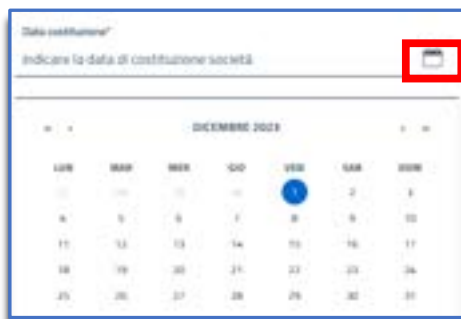 Data costituzione*
Indicare la data di costituzione società
« ‹ DICEMBRE 2023 › »
LUN MAR MER GIO VEN SAB DOM
1 2 3
4 5 6 7 8 9 10
11 12 13 14 15 16 17
18 19 20 21 22 23 24
25 26 27 28 29 30 31